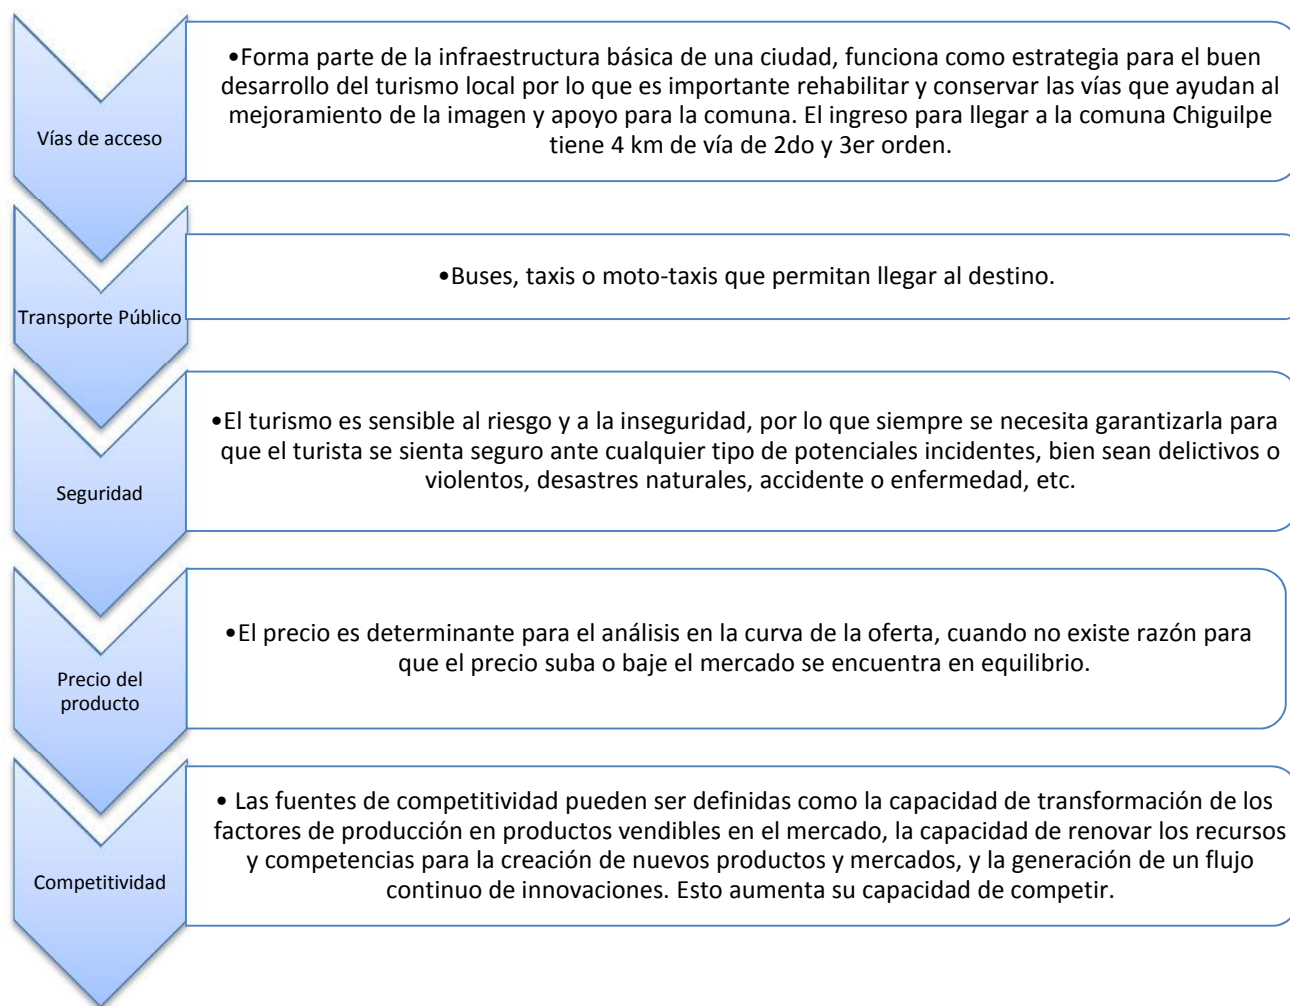 Vías de acceso
•Forma parte de la infraestructura básica de una ciudad, funciona como estrategia para el buen
desarrollo del turismo local por lo que es importante rehabilitar y conservar las vías que ayudan al
mejoramiento de la imagen y apoyo para la comuna. El ingreso para llegar a la comuna Chiguilpe
tiene 4 km de vía de 2do y 3er orden.
Transporte Público
•Buses, taxis o moto-taxis que permitan llegar al destino.
Seguridad
•El turismo es sensible al riesgo y a la inseguridad, por lo que siempre se necesita garantizarla para
que el turista se sienta seguro ante cualquier tipo de potenciales incidentes, bien sean delictivos o
violentos, desastres naturales, accidente o enfermedad, etc.
Precio del
producto
•El precio es determinante para el análisis en la curva de la oferta, cuando no existe razón para
que el precio suba o baje el mercado se encuentra en equilibrio.
Competitividad
• Las fuentes de competitividad pueden ser definidas como la capacidad de transformación de los
factores de producción en productos vendibles en el mercado, la capacidad de renovar los recursos
y competencias para la creación de nuevos productos y mercados, y la generación de un flujo
continuo de innovaciones. Esto aumenta su capacidad de competir.